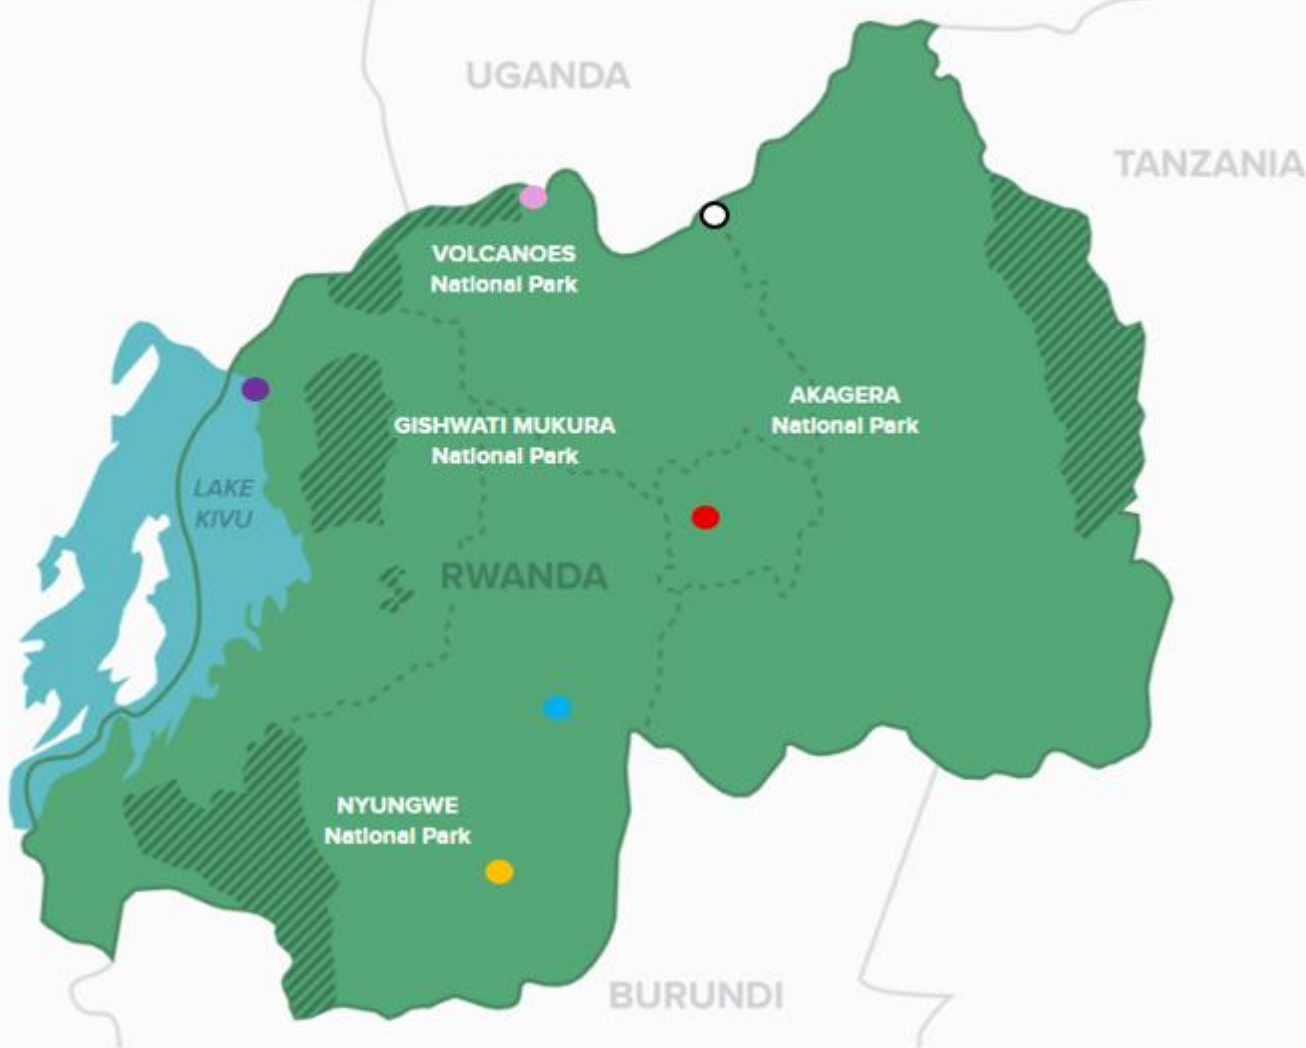 UGANDA
TANZANIA
VOLCANOES
National Park
AKAGERA
National Park
GISHWATI MUKURA
National Park
LAKE
KIVU
RWANDA
NYUNGWE
National Park
BURUNDI